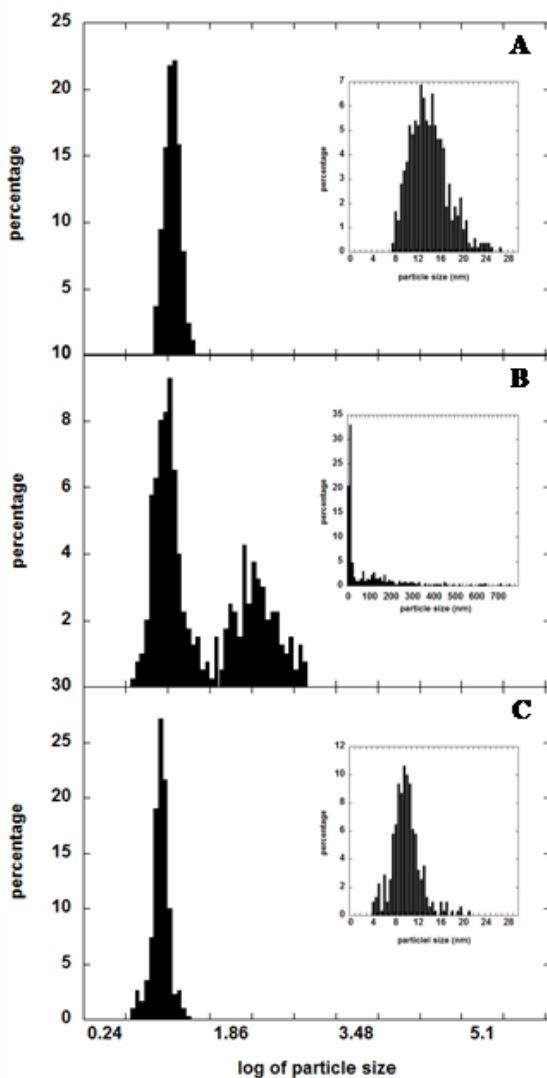 A
percentage
25
20
15
10
5
10
percentage
7
6
5
4
3
2
1
0
0 4 8 12 16 20 24 28
particle size (nm)
B
percentage
8
6
4
2
30
percentage
35
30
25
20
15
10
5
0
0 100 200 300 400 500 600 700
particle size (nm)
C
percentage
25
20
15
10
5
0
percentage
12
10
8
6
4
2
0
0 4 8 12 16 20 24 28
particlel size (nm)
0.24 1.86 3.48 5.1
log of particle size